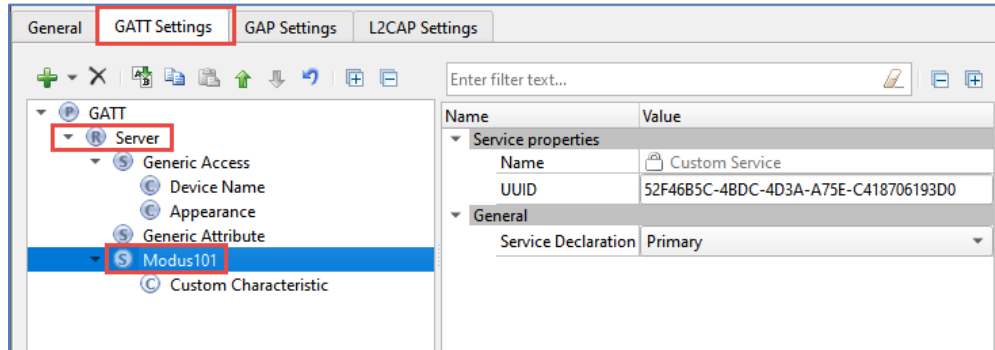 General GATT Settings GAP Settings L2CAP Settings
Enter filter text...
P GATT
R Server
S Generic Access
C Device Name
C Appearance
S Generic Attribute
S Modus101
C Custom Characteristic
Name Value
Service properties
Name Custom Service
UUID 52F46B5C-4BDC-4D3A-A75E-C418706193D0
General
Service Declaration Primary